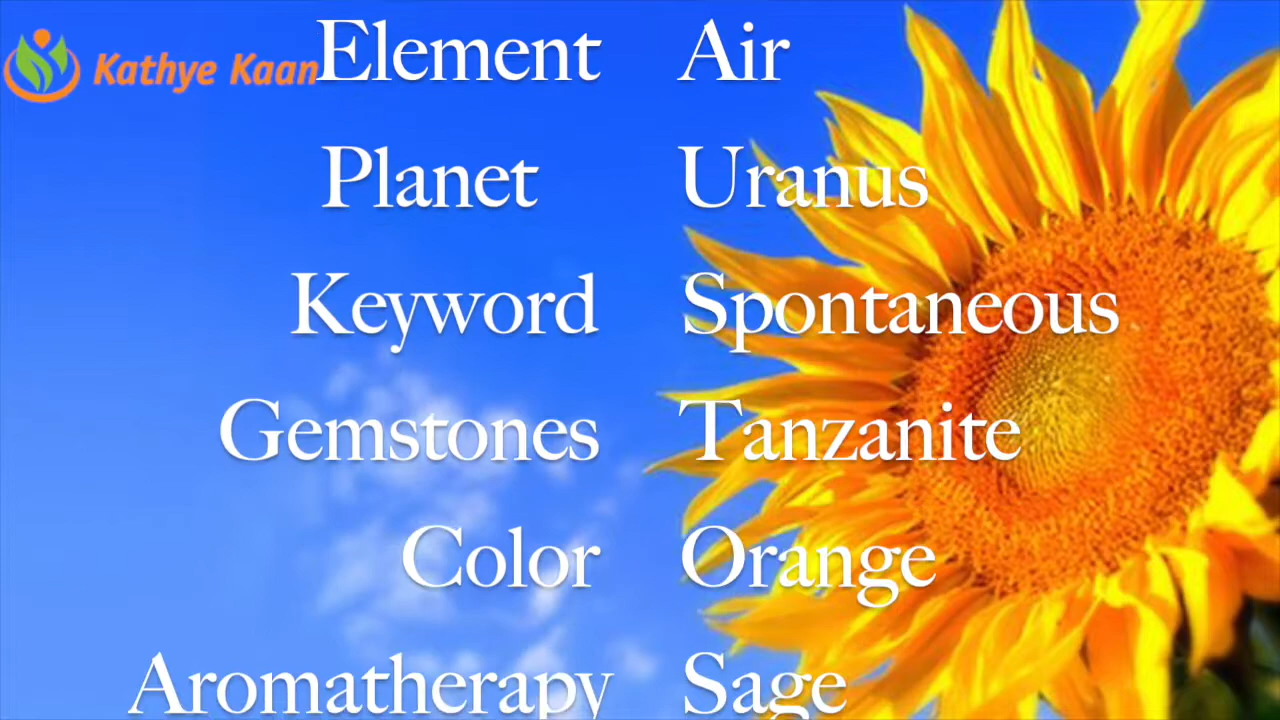 Kathye Kaan
Element Air
Planet Uranus
Keyword Spontaneous
Gemstones Tanzanite
Color Orange
Aromatherapy Sage